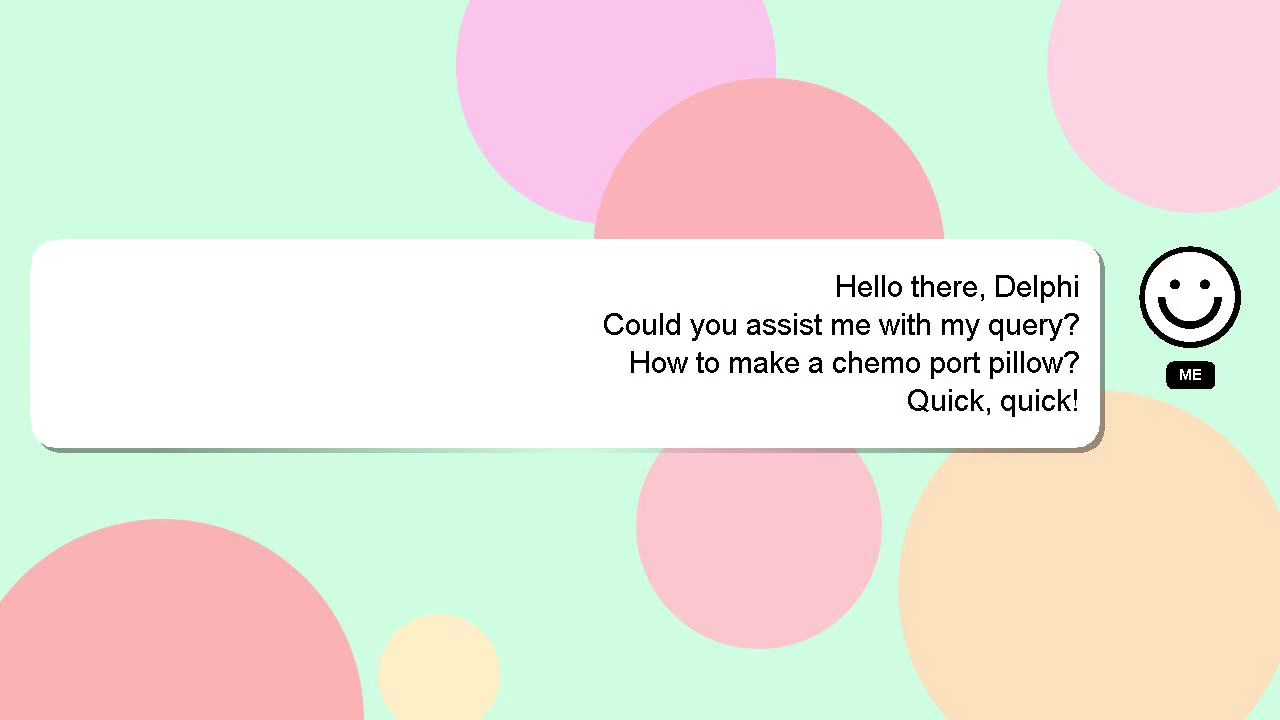 Hello there, Delphi
Could you assist me with my query?
How to make a chemo port pillow?
Quick, quick!
ME